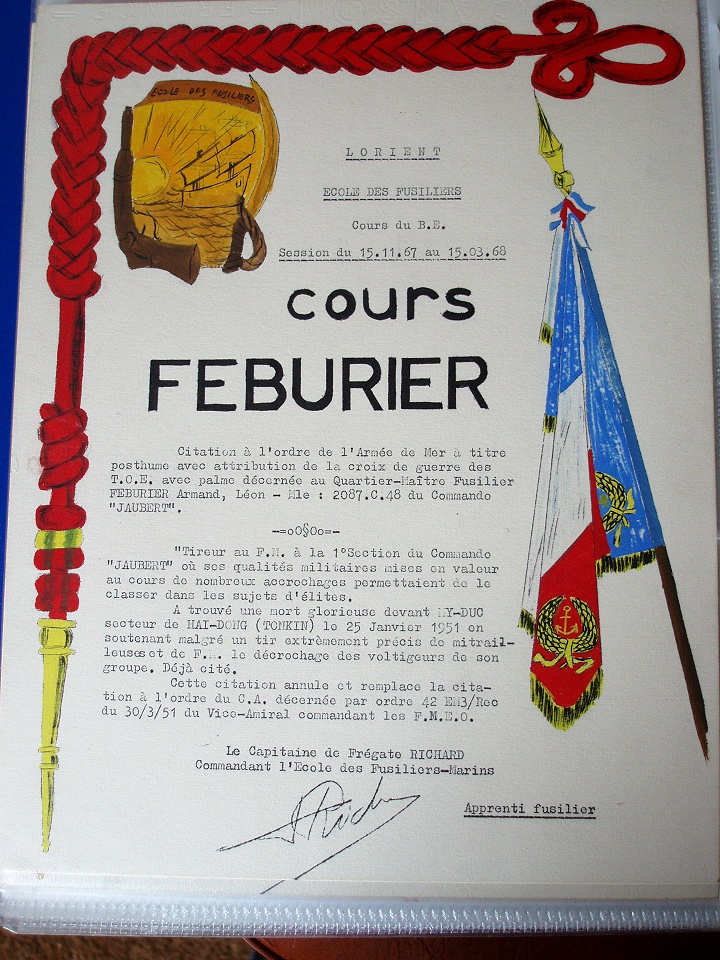 ECOLE DES FUSILIERS
LORIENT
ECOLE DES FUSILIERS
Cours du B.E.
Session du 15.11.67 au 15.03.68
cours
FEBURIER
Citation à l'ordre de l'Armée de Mer à titre
posthume avec attribution de la croix de guerre des
T.O.E. avec palme décernée au Quartier-Maître Fusilier
FEBURIER Armand, Léon - Mle : 2087.C.48 du Commando
"JAUBERT".
-=oO§Oo=-
"Tireur au F.M. à la 1°Section du Commando
"JAUBERT" où ses qualités militaires mises en valeur
au cours de nombreux accrochages permettaient de le
classer dans les sujets d'élites.
A trouvé une mort glorieuse devant MY-DUC
secteur de HAI-DONG (TONKIN) le 25 Janvier 1951 en
soutenant malgré un tir extrèmement précis de mitrail-
leuses et de F.M. le décrochage des voltigeurs de son
groupe. Déjà cité.
Cette citation annule et remplace la cita-
tion à l'ordre du C.A. décernée par ordre 42 EM3/Rec
du 30/3/51 du Vice-Amiral commandant les F.M.E.O.
Le Capitaine de Frégate RICHARD
Commandant l'Ecole des Fusiliers-Marins
Apprenti fusilier